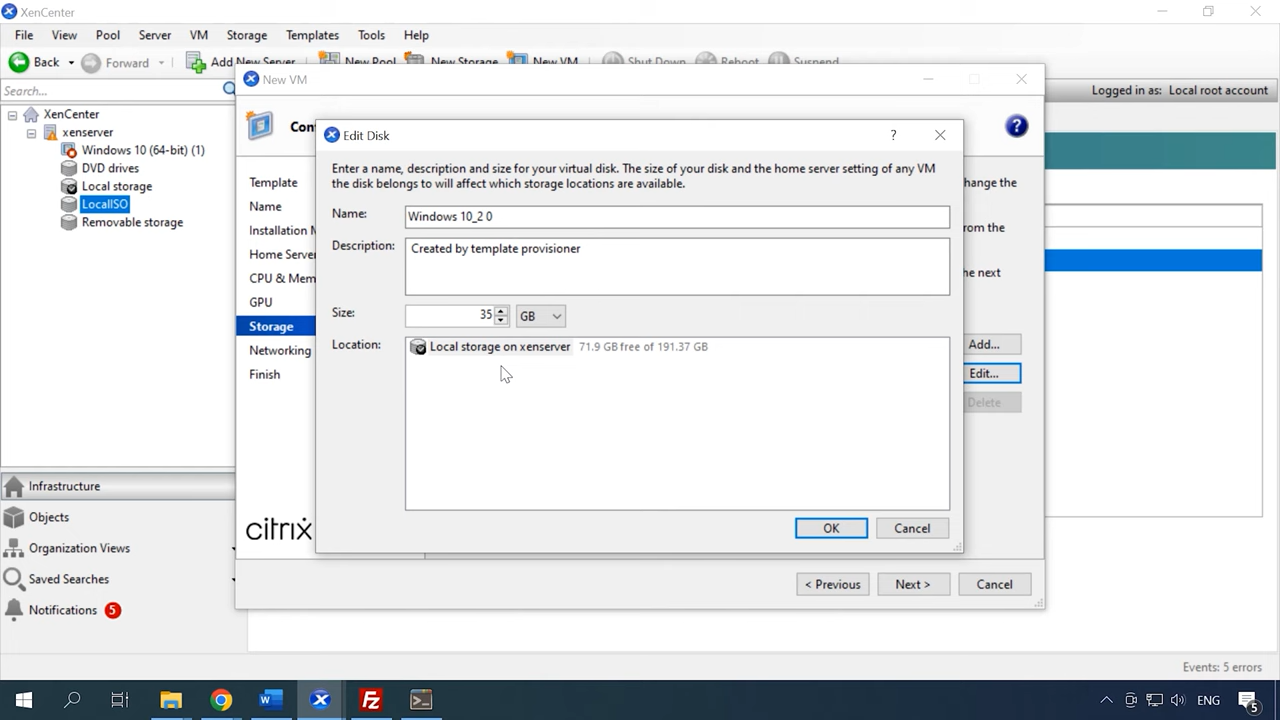 XenCenter
File View Pool Server VM Storage Templates Tools Help
Back Forward Add New Server New Pool New Storage New VM Shut Down Reboot Suspend
Search...
Logged in as: Local root account
XenCenter
xenserver
Windows 10 (64-bit) (1)
DVD drives
Local storage
LocalISO
Removable storage
Infrastructure
Objects
Organization Views
Saved Searches
Notifications 5
New VM
Con
Template
Name
Installation M
Home Serve
CPU & Mem
GPU
Storage
Networking
Finish
citrix
change the
from the
he next
Add...
Edit...
Delete
< Previous Next > Cancel
Edit Disk
Enter a name, description and size for your virtual disk. The size of your disk and the home server setting of any VM
the disk belongs to will affect which storage locations are available.
Name: Windows 10_2 0
Description: Created by template provisioner
Size: 35 GB
Location: Local storage on xenserver 71.9 GB free of 191.37 GB
OK Cancel
Events: 5 errors
ENG 5